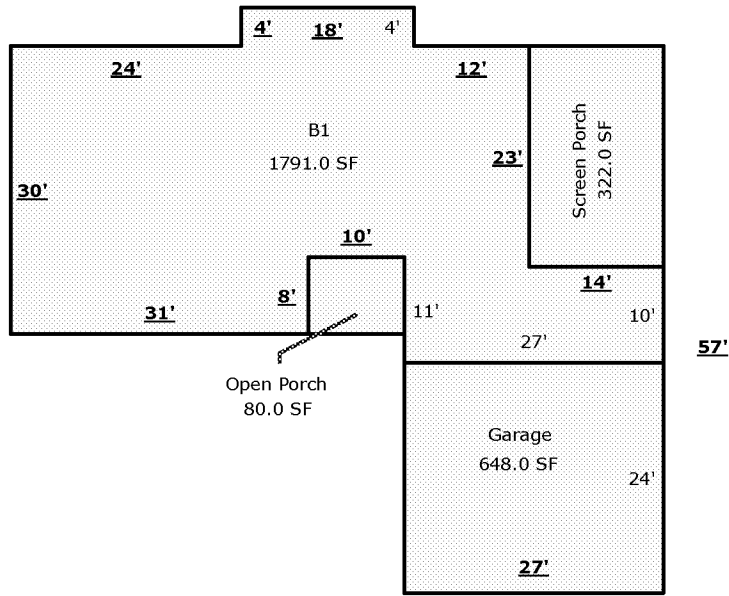 4'
18'
4'
24'
12'
B1
1791.0 SF
23'
Screen Porch
322.0 SF
30'
10'
14'
8'
11'
31'
10'
27'
57'
Open Porch
80.0 SF
Garage
648.0 SF
24'
27'